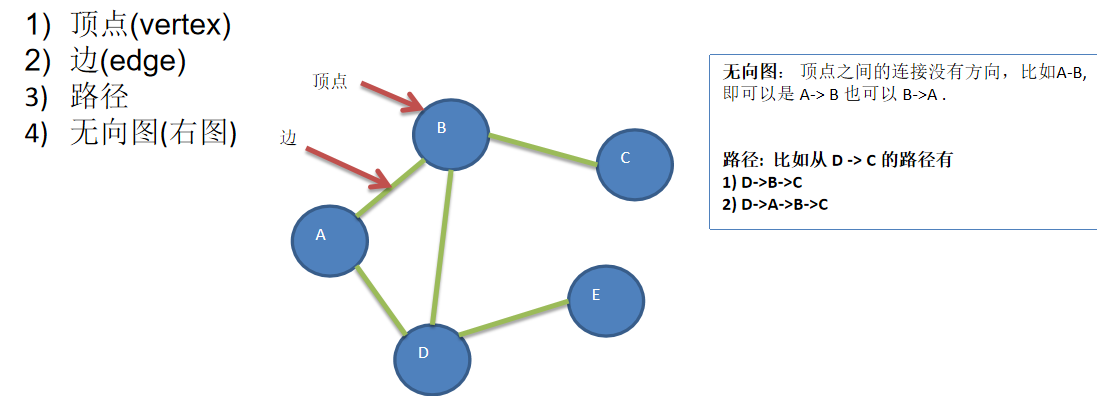 1) 顶点(vertex)
2) 边(edge)
3) 路径
4) 无向图(右图)
顶点
边
B
C
A
E
D
无向图： 顶点之间的连接没有方向，比如A-B,
即可以是 A-> B 也可以 B->A .
路径: 比如从 D -> C 的路径有
1) D->B->C
2) D->A->B->C